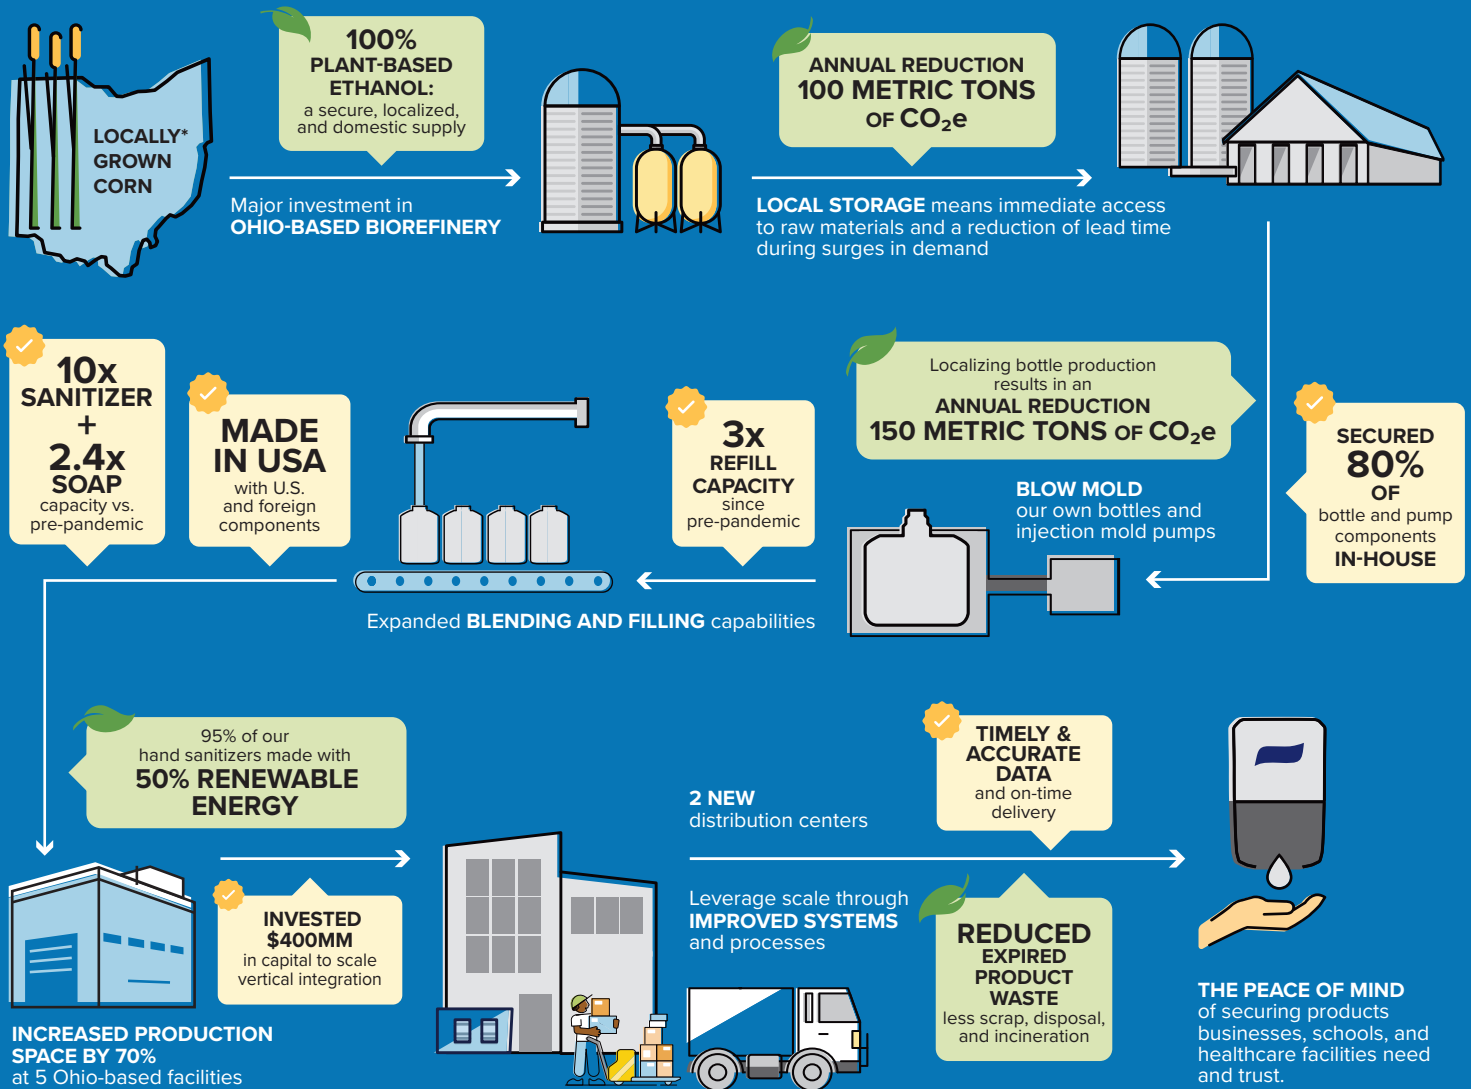 LOCALLY*
GROWN
CORN
100%
PLANT-BASED
ETHANOL:
a secure, localized,
and domestic supply
Major investment in
OHIO-BASED BIOREFINERY
ANNUAL REDUCTION
100 METRIC TONS
OF CO₂e
LOCAL STORAGE means immediate access
to raw materials and a reduction of lead time
during surges in demand
SECURED
80%
OF
bottle and pump
components
IN-HOUSE
Localizing bottle production
results in an
ANNUAL REDUCTION
150 METRIC TONS OF CO₂e
BLOW MOLD
our own bottles and
injection mold pumps
3x
REFILL
CAPACITY
since
pre-pandemic
Expanded BLENDING AND FILLING capabilities
MADE
IN USA
with U.S.
and foreign
components
10x
SANITIZER
+
2.4x
SOAP
capacity vs.
pre-pandemic
95% of our
hand sanitizers made with
50% RENEWABLE
ENERGY
INCREASED PRODUCTION
SPACE BY 70%
at 5 Ohio-based facilities
INVESTED
$400MM
in capital to scale
vertical integration
2 NEW
distribution centers
Leverage scale through
IMPROVED SYSTEMS
and processes
TIMELY &
ACCURATE
DATA
and on-time
delivery
REDUCED
EXPIRED
PRODUCT
WASTE
less scrap, disposal,
and incineration
THE PEACE OF MIND
of securing products
businesses, schools, and
healthcare facilities need
and trust.